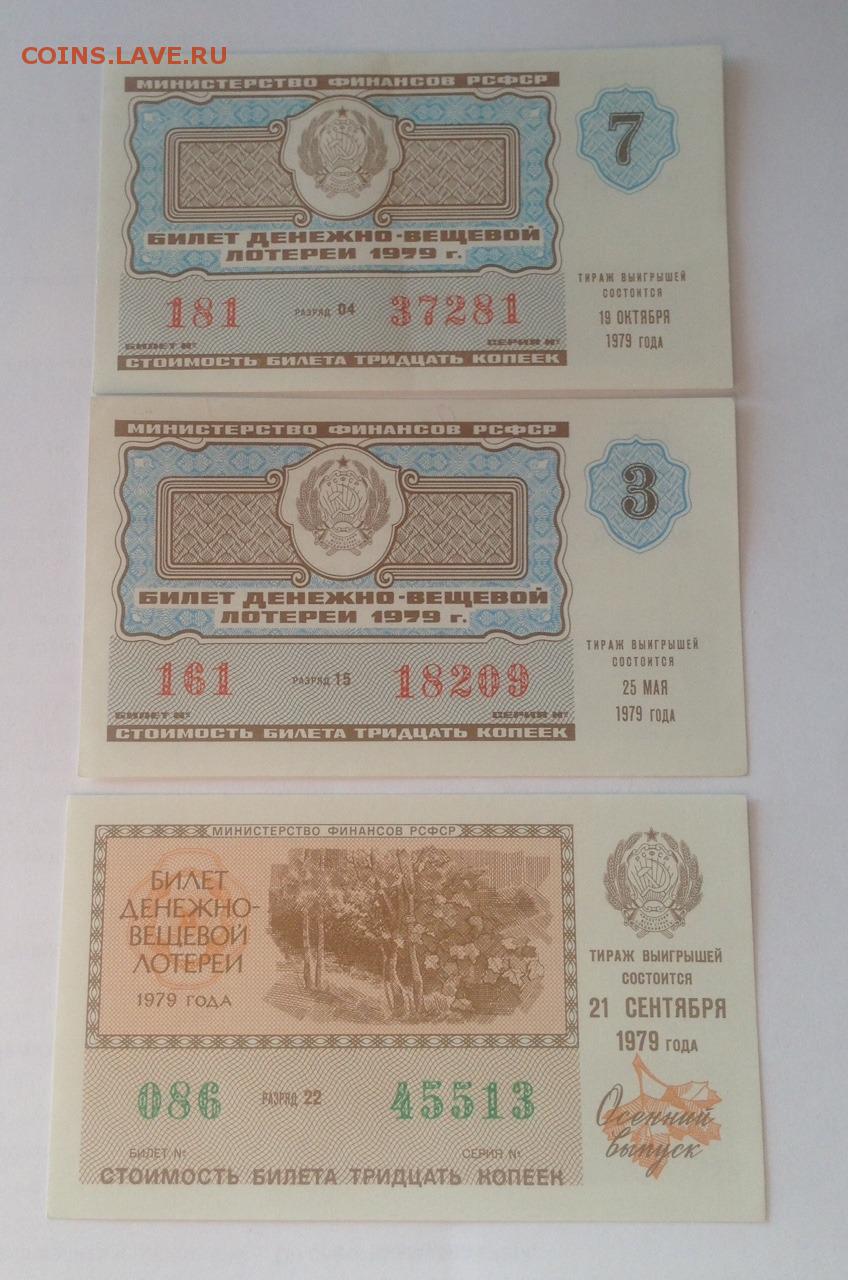 COINS.LAVE.RU
МИНИСТЕРСТВО ФИНАНСОВ РСФСР
7
БИЛЕТ ДЕНЕЖНО-ВЕЩЕВОЙ
ЛОТЕРЕИ 1979 г.
ТИРАЖ ВЫИГРЫШЕЙ
СОСТОИТСЯ
19 ОКТЯБРЯ
1979 ГОДА
181 РАЗРЯД 04 37281
БИЛЕТ № СЕРИЯ №
СТОИМОСТЬ БИЛЕТА ТРИДЦАТЬ КОПЕЕК
МИНИСТЕРСТВО ФИНАНСОВ РСФСР
3
РСФСР
БИЛЕТ ДЕНЕЖНО-ВЕЩЕВОЙ
ЛОТЕРЕИ 1979 г.
ТИРАЖ ВЫИГРЫШЕЙ
СОСТОИТСЯ
25 МАЯ
1979 ГОДА
161 РАЗРЯД 15 18209
БИЛЕТ № СЕРИЯ №
СТОИМОСТЬ БИЛЕТА ТРИДЦАТЬ КОПЕЕК
МИНИСТЕРСТВО ФИНАНСОВ РСФСР
РСФСР
БИЛЕТ
ДЕНЕЖНО-
ВЕЩЕВОЙ
ЛОТЕРЕИ
1979 ГОДА
ТИРАЖ ВЫИГРЫШЕЙ
СОСТОИТСЯ
21 СЕНТЯБРЯ
1979 ГОДА
086 РАЗРЯД 22 45513
Осенний
выпуск
БИЛЕТ № СЕРИЯ №
СТОИМОСТЬ БИЛЕТА ТРИДЦАТЬ КОПЕЕК